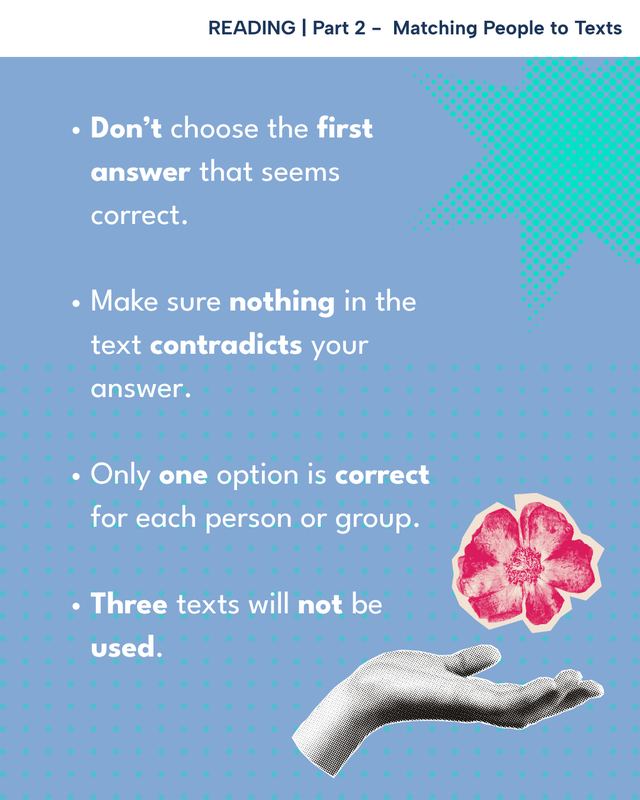 READING | Part 2 - Matching People to Texts
• Don't choose the first
answer that seems
correct.
• Make sure nothing in the
text contradicts your
answer.
• Only one option is correct
for each person or group.
• Three texts will not be
used.